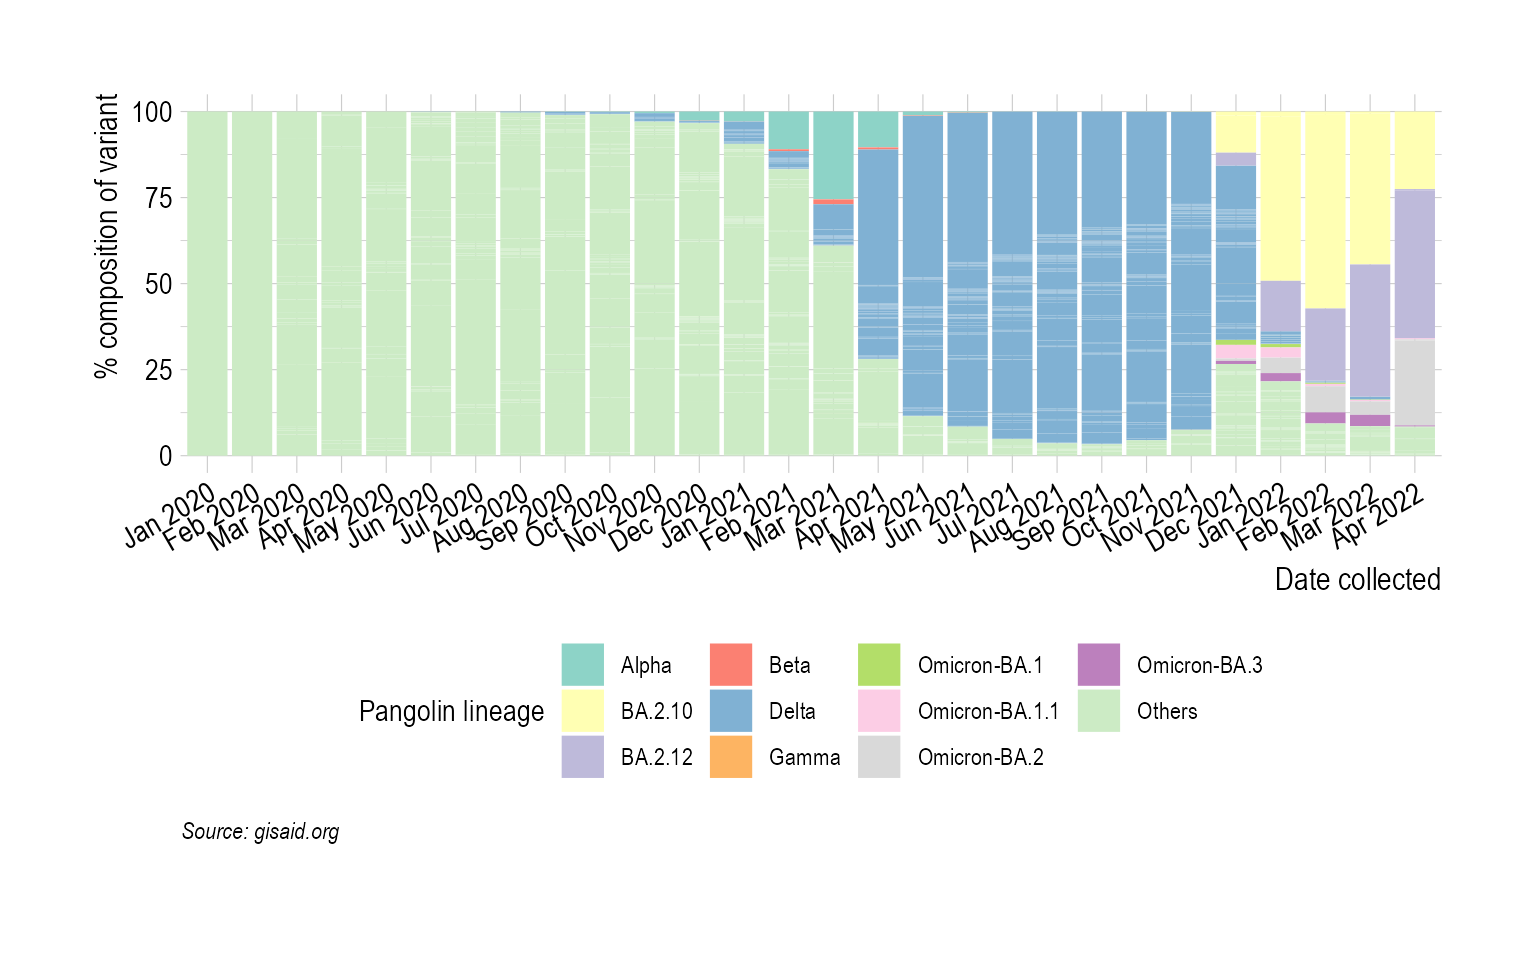 % composition of variant
100
75
50
25
0
Jan 2020
Feb 2020
Mar 2020
Apr 2020
May 2020
Jun 2020
Jul 2020
Aug 2020
Sep 2020
Oct 2020
Nov 2020
Dec 2020
Jan 2021
Feb 2021
Mar 2021
Apr 2021
May 2021
Jun 2021
Jul 2021
Aug 2021
Sep 2021
Oct 2021
Nov 2021
Dec 2021
Jan 2022
Feb 2022
Mar 2022
Apr 2022
Date collected
Pangolin lineage
Alpha
BA.2.10
BA.2.12
Beta
Delta
Gamma
Omicron-BA.1
Omicron-BA.1.1
Omicron-BA.2
Omicron-BA.3
Others
Source: gisaid.org